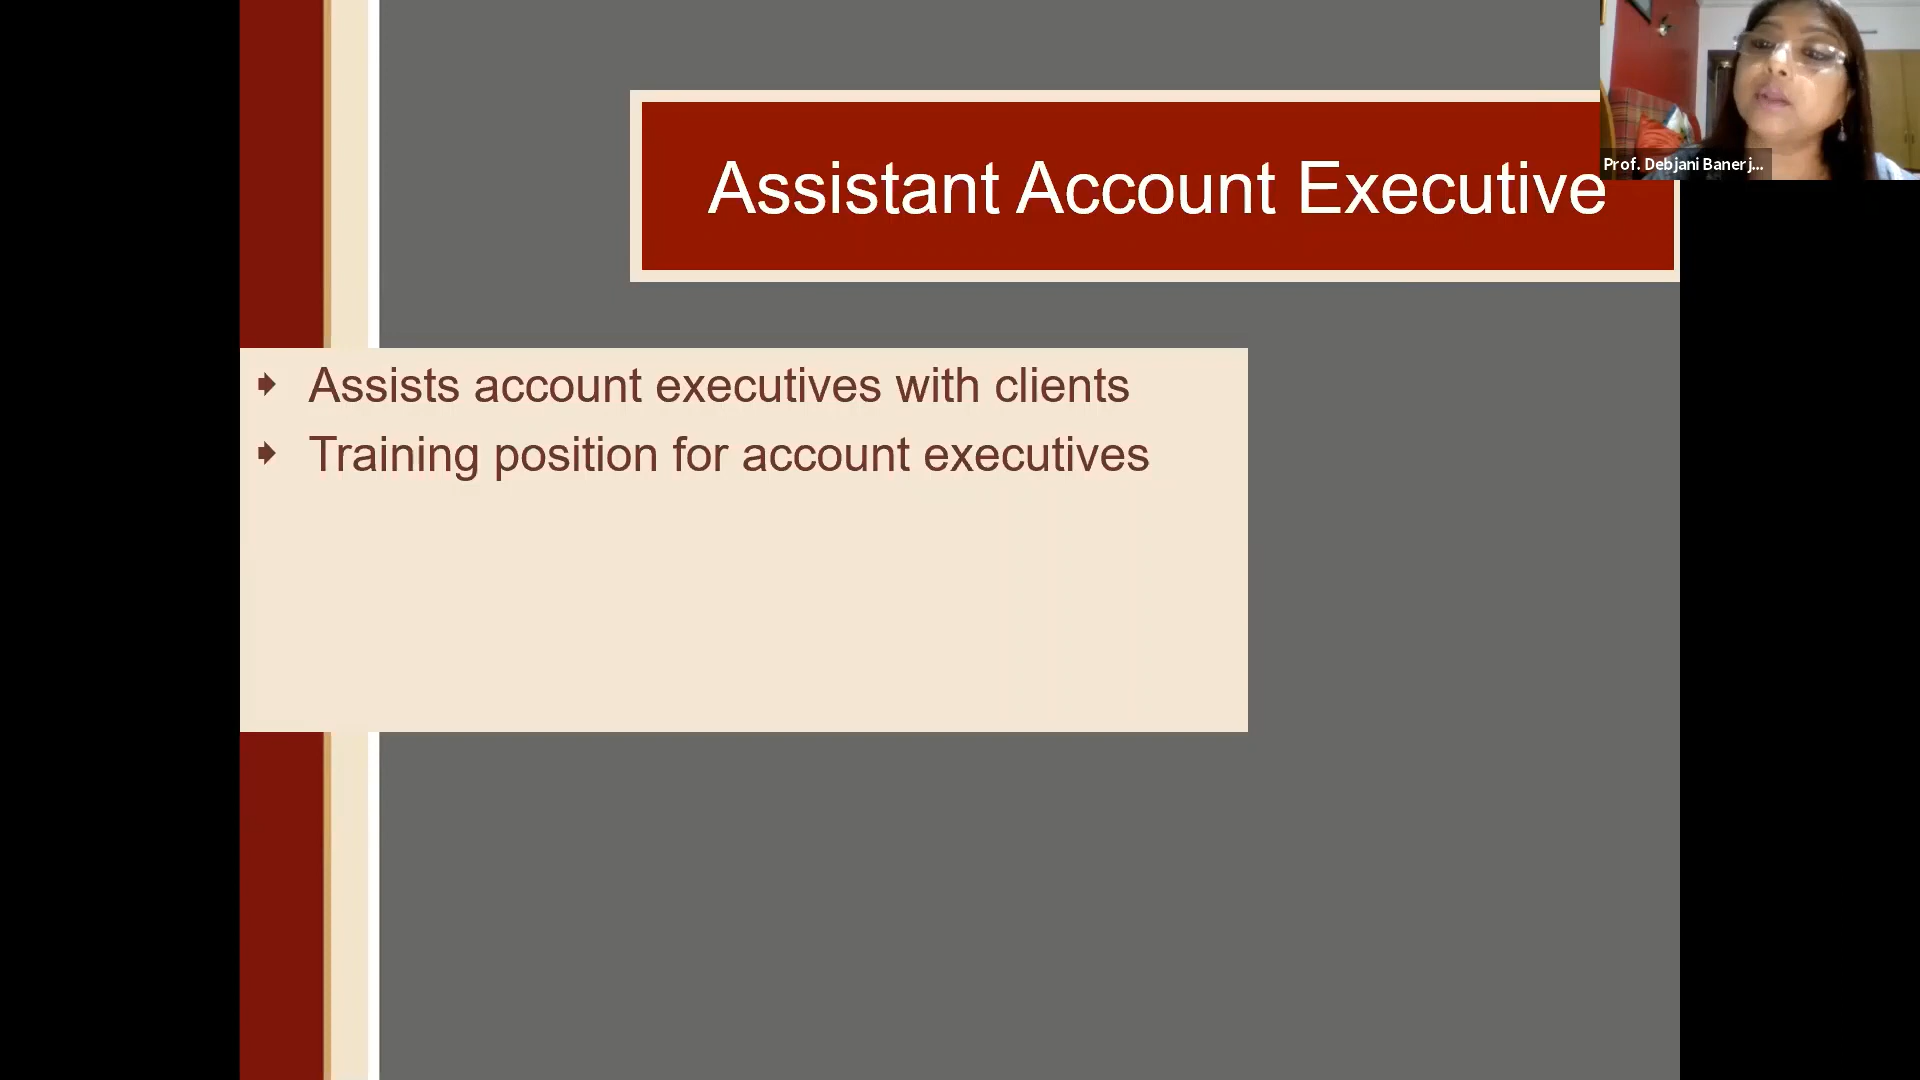 Assistant Account Executive
Prof. Debjani Banerj...
Assists account executives with clients
Training position for account executives